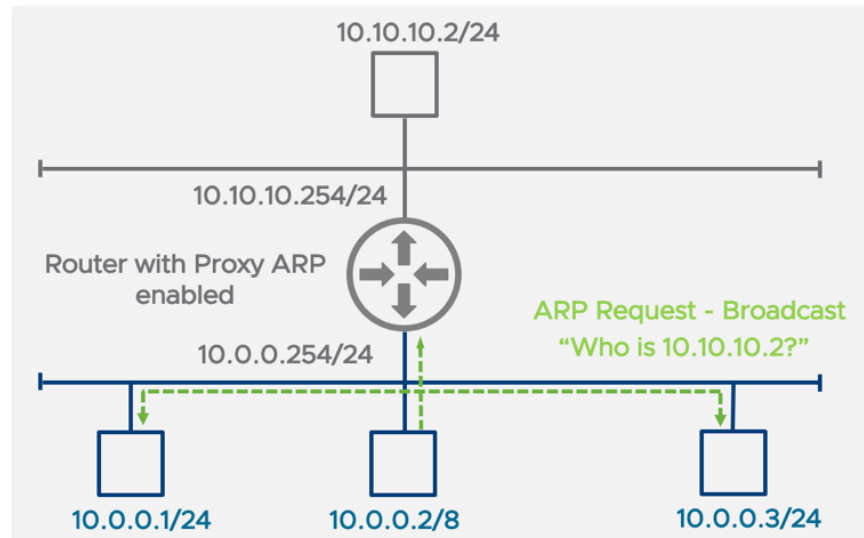 10.10.10.2/24
10.10.10.254/24
Router with Proxy ARP
enabled
ARP Request - Broadcast
“Who is 10.10.10.2?”
10.0.0.254/24
10.0.0.1/24
10.0.0.2/8
10.0.0.3/24